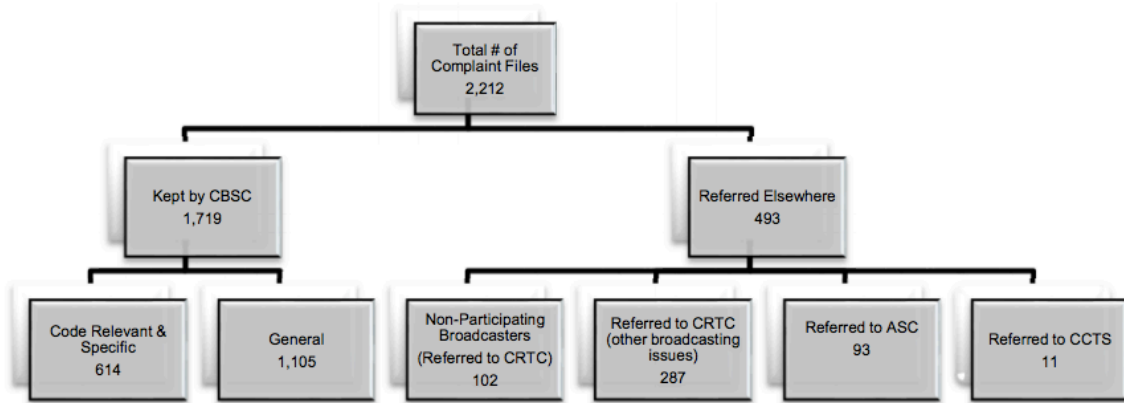 Total # of
Complaint Files
2,212
Kept by CBSC
1,719
Referred Elsewhere
493
Code Relevant &
Specific
614
General
1,105
Non-Participating
Broadcasters
(Referred to CRTC)
102
Referred to CRTC
(other broadcasting
issues)
287
Referred to ASC
93
Referred to CCTS
11